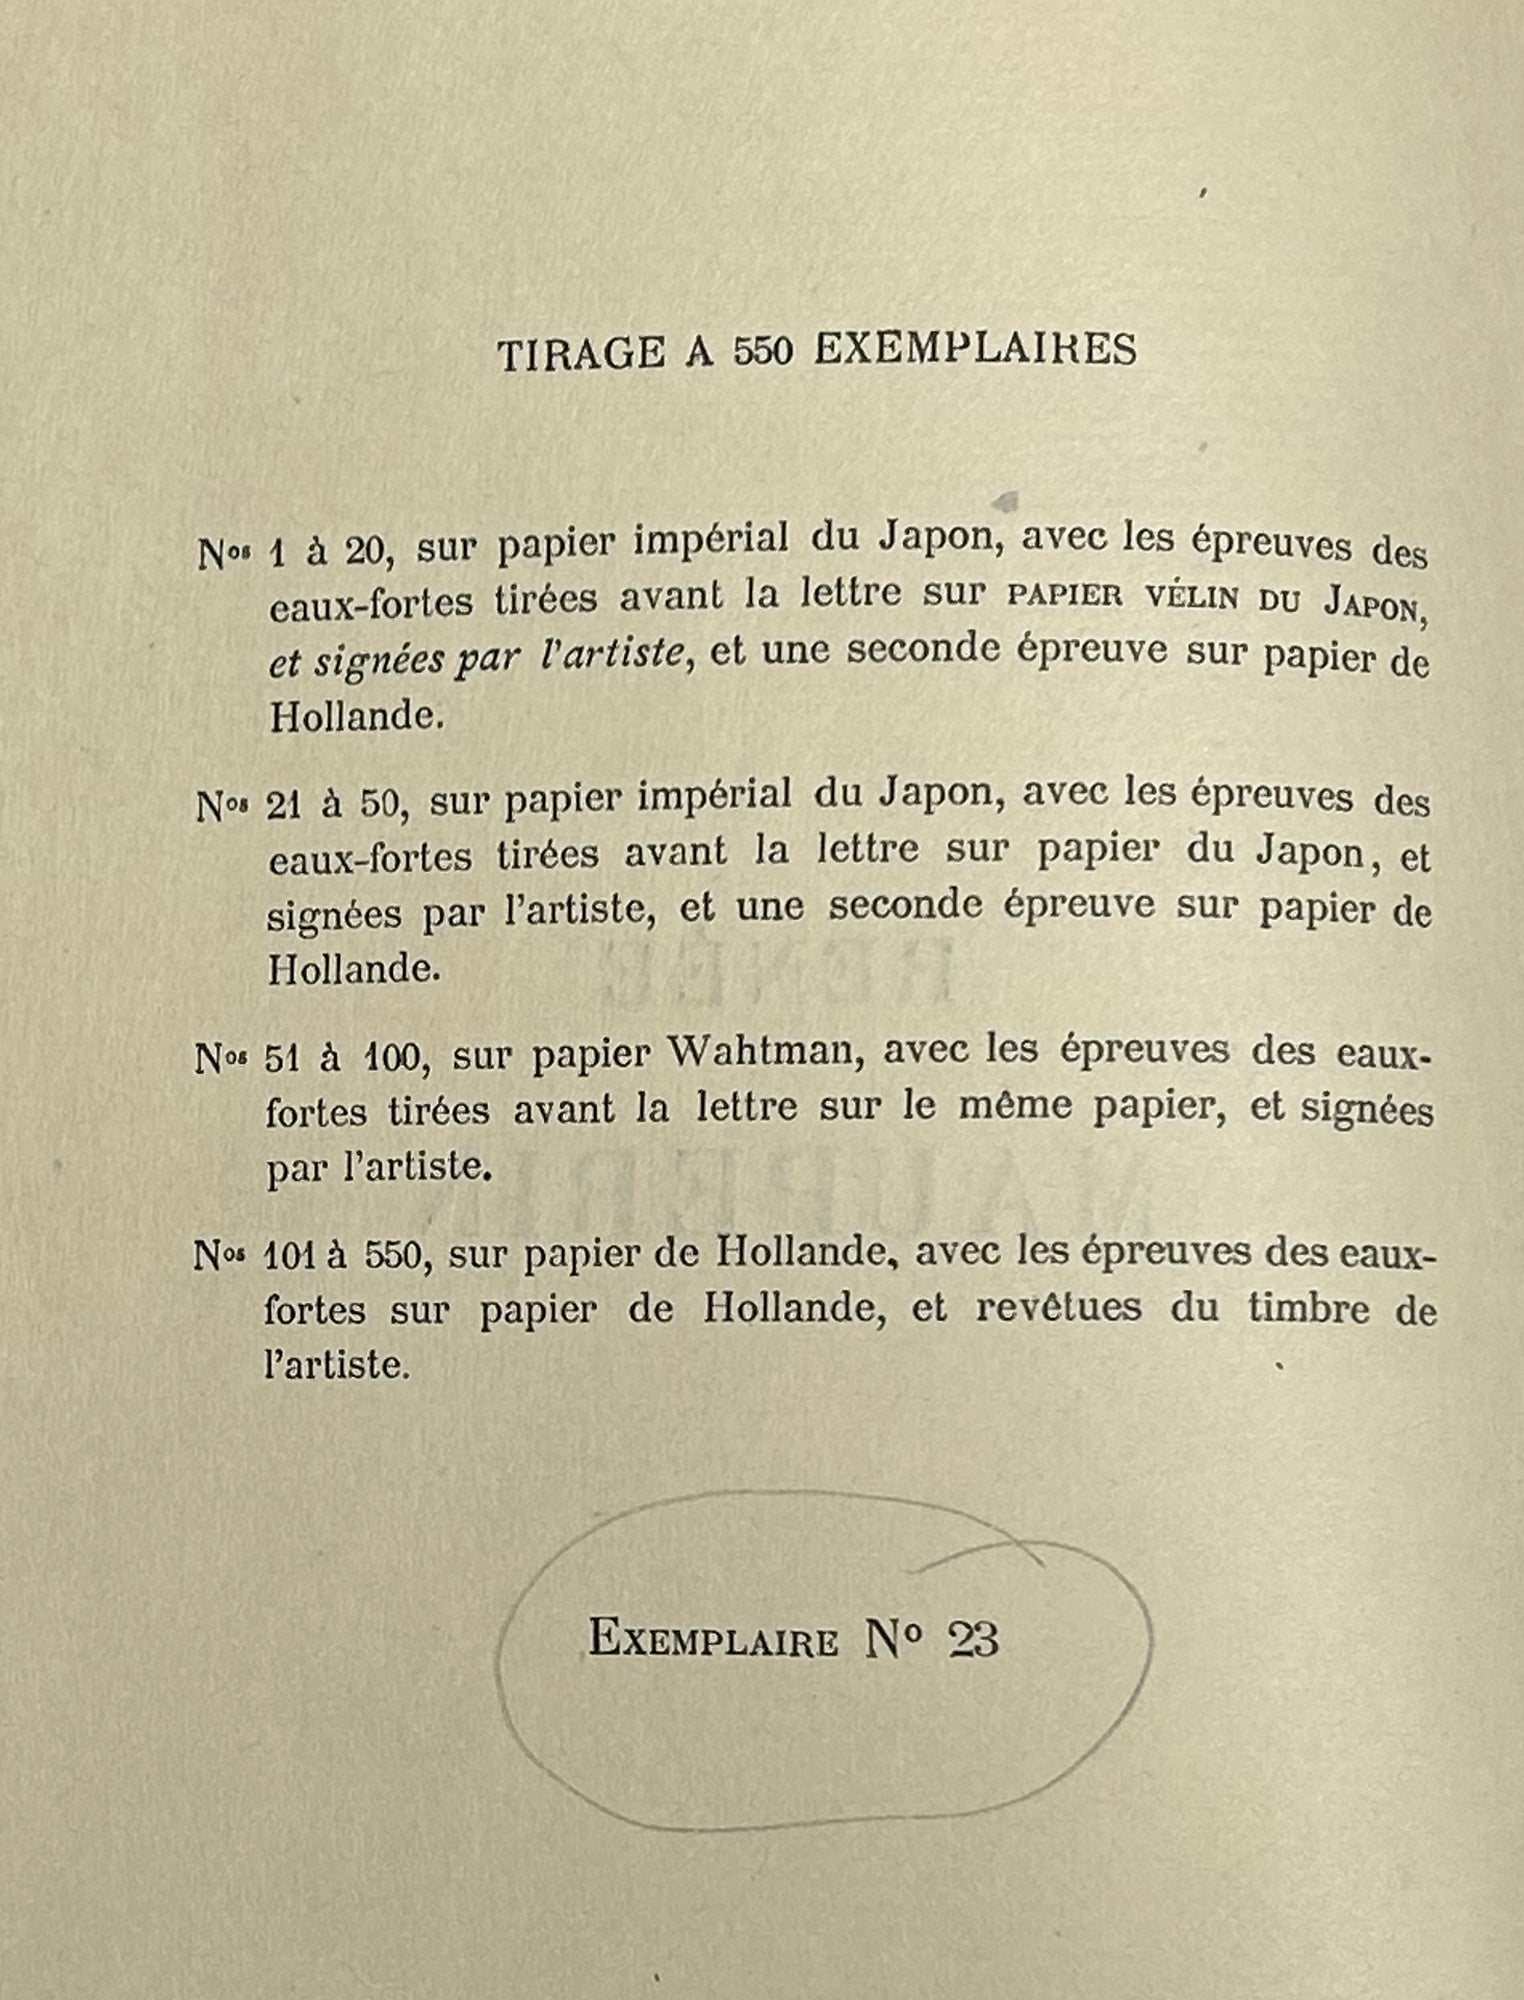 TIRAGE A 550 EXEMPLAIRES
Nos 1 à 20, sur papier impérial du Japon, avec les épreuves des
eaux-fortes tirées avant la lettre sur PAPIER VÉLIN DU JAPON,
et signées par l'artiste, et une seconde épreuve sur papier de
Hollande.
Nos 21 à 50, sur papier impérial du Japon, avec les épreuves des
eaux-fortes tirées avant la lettre sur papier du Japon, et
signées par l'artiste, et une seconde épreuve sur papier de
Hollande.
Nos 51 à 100, sur papier Wahtman, avec les épreuves des eaux-
fortes tirées avant la lettre sur le même papier, et signées
par l'artiste.
Nos 101 à 550, sur papier de Hollande, avec les épreuves des eaux-
fortes sur papier de Hollande, et revêtues du timbre de
l'artiste.
EXEMPLAIRE No 23